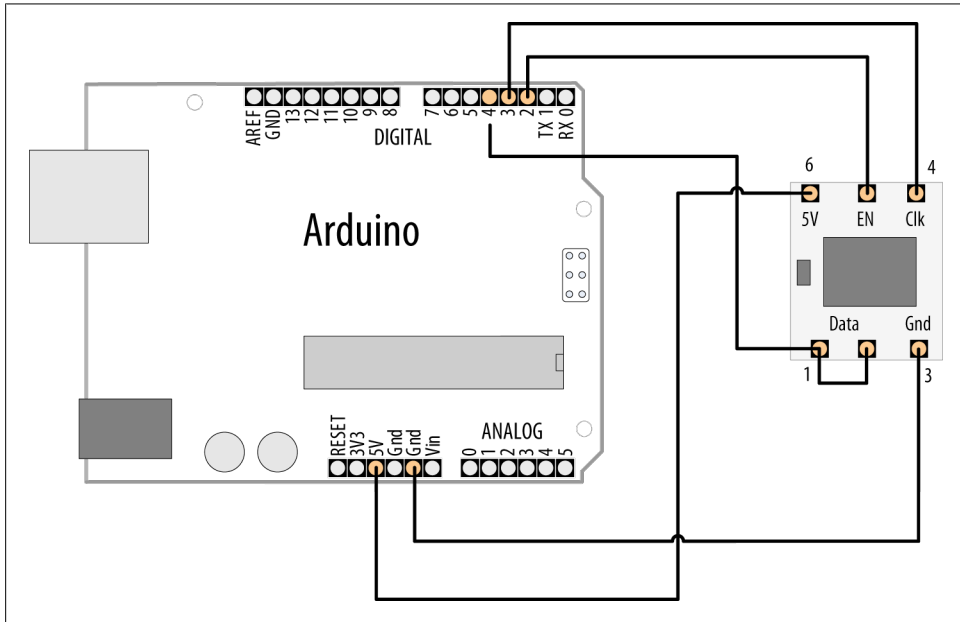 AREF
GND
13
12
11
10
9
8
7
6
5
4
3
2
TX 1
RX 0
DIGITAL
Arduino
6
4
5V
EN
Clk
Data
Gnd
1
3
RESET
3V3
5V
Gnd
Gnd
Vin
ANALOG
0
1
2
3
4
5